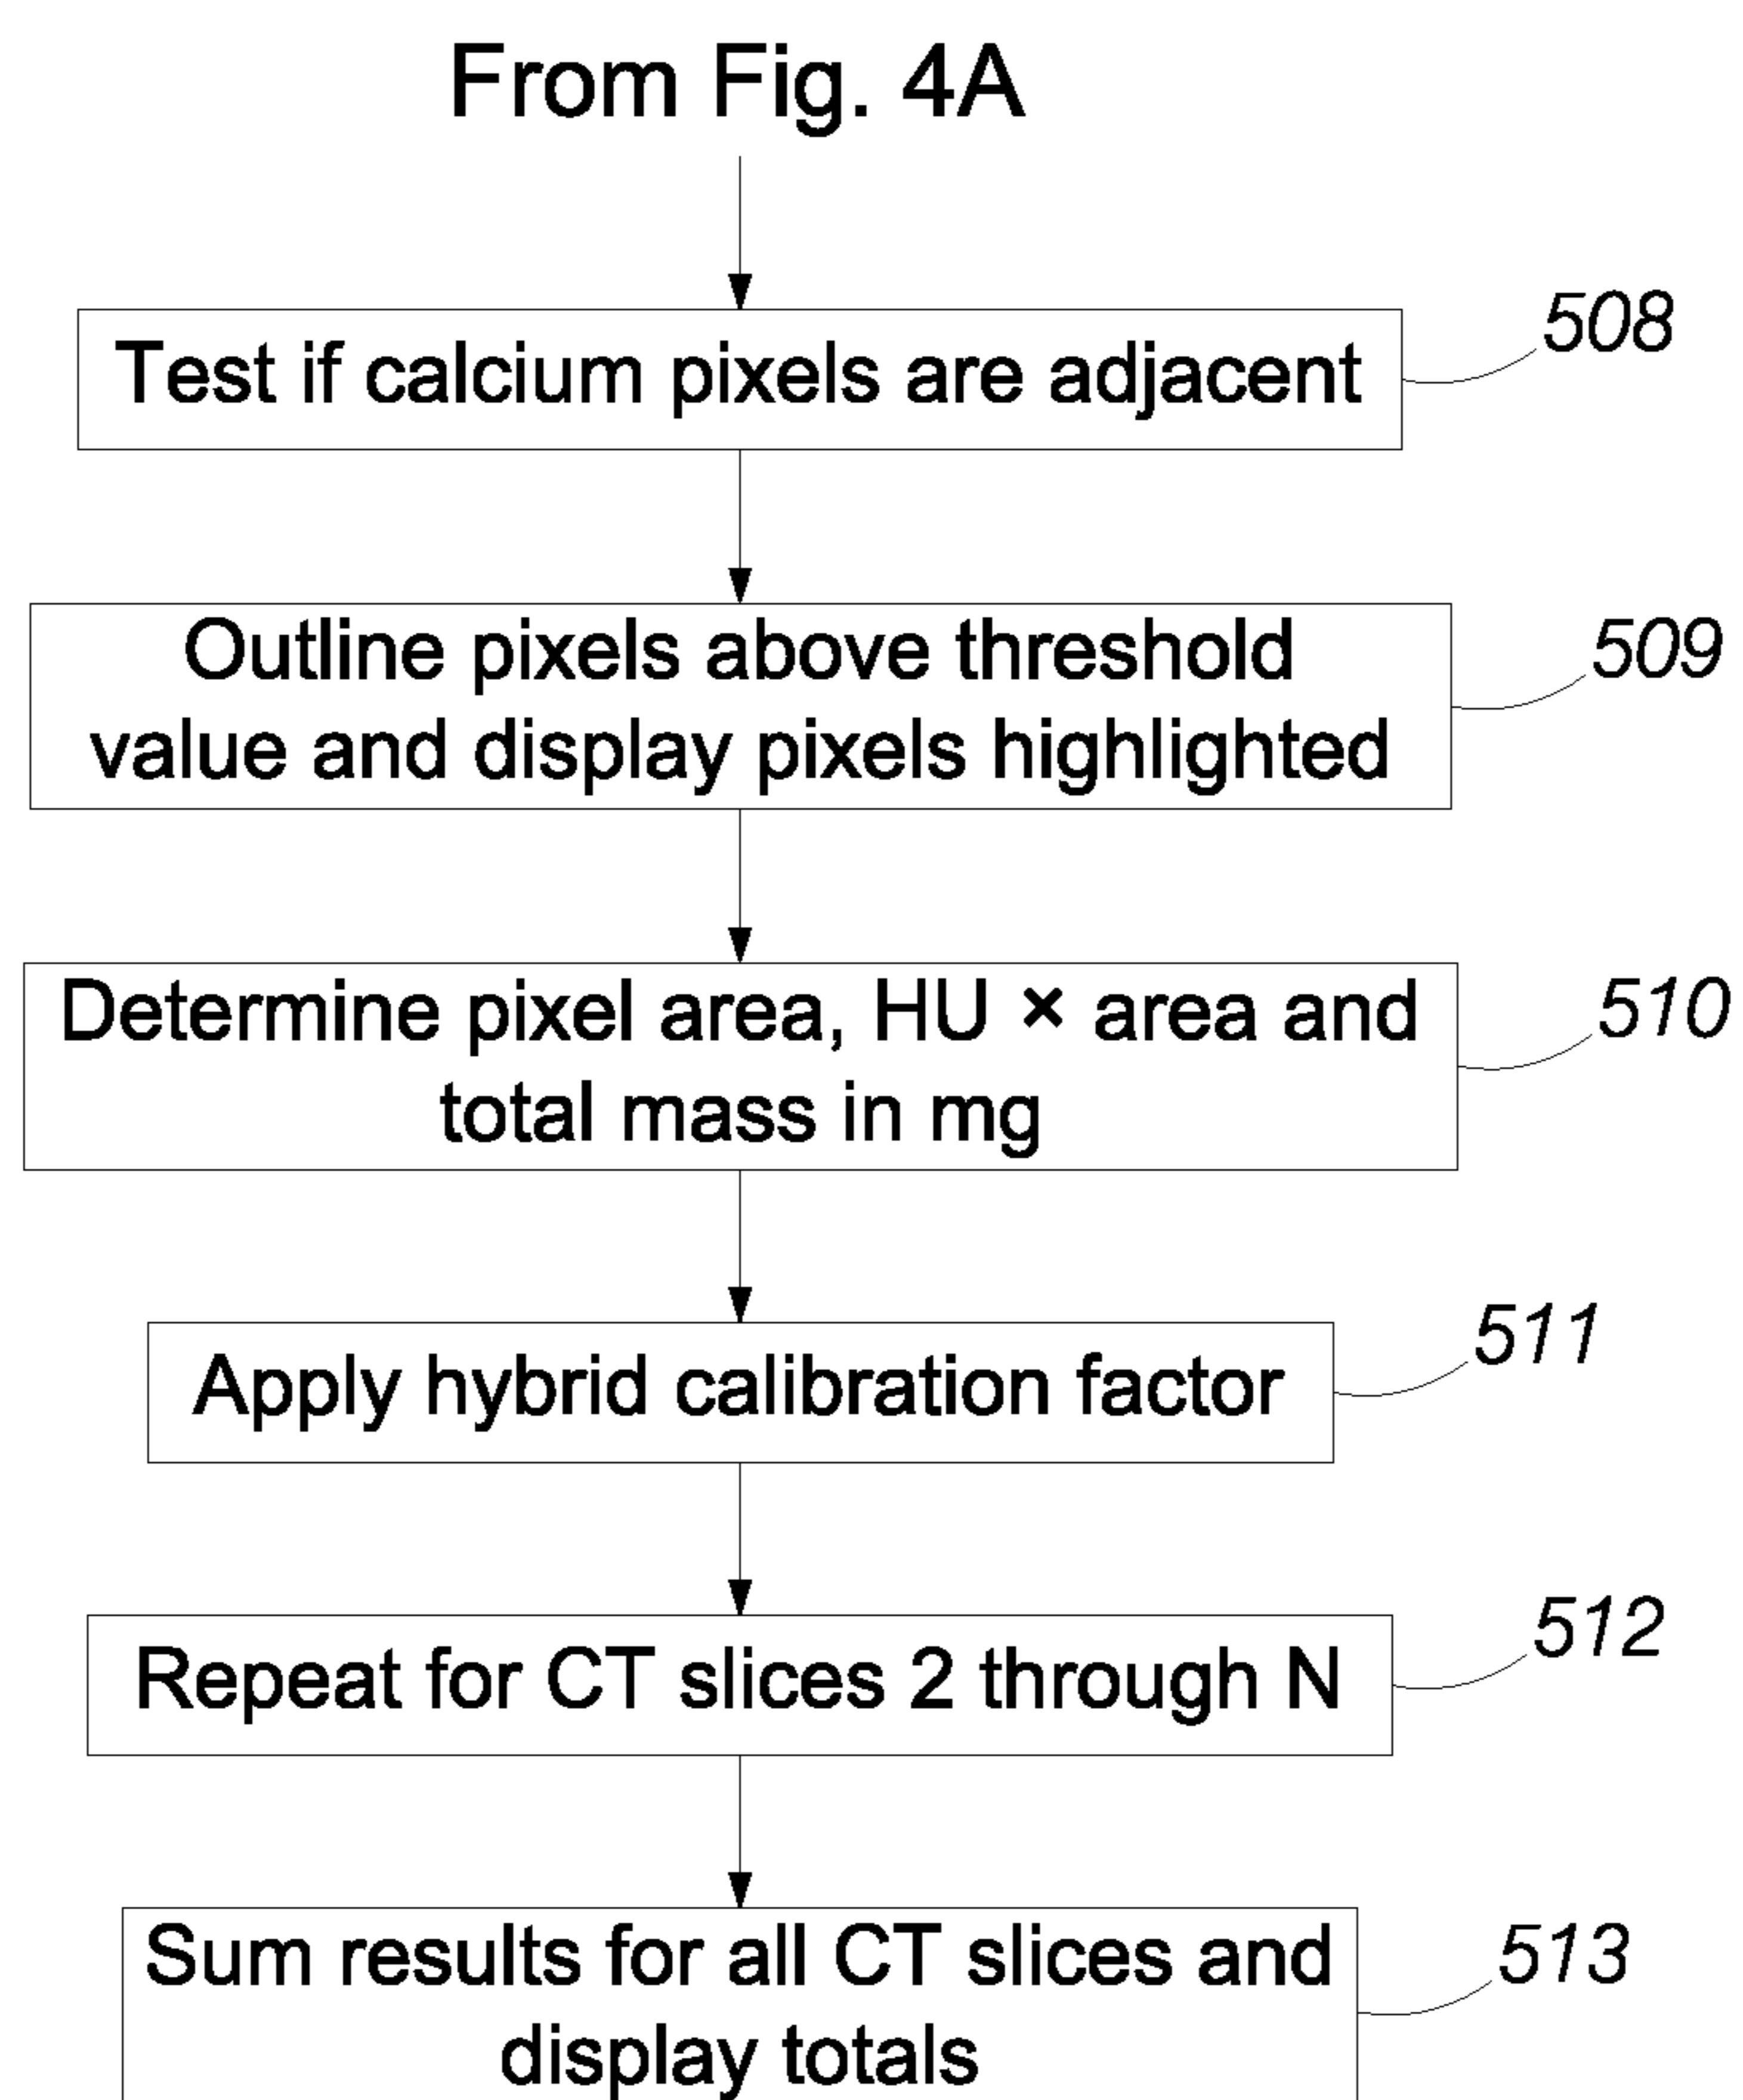 From Fig. 4A
Test if calcium pixels are adjacent
508
Outline pixels above threshold
value and display pixels highlighted
509
Determine pixel area, HU × area and
total mass in mg
510
Apply hybrid calibration factor
511
Repeat for CT slices 2 through N
512
Sum results for all CT slices and
display totals
513